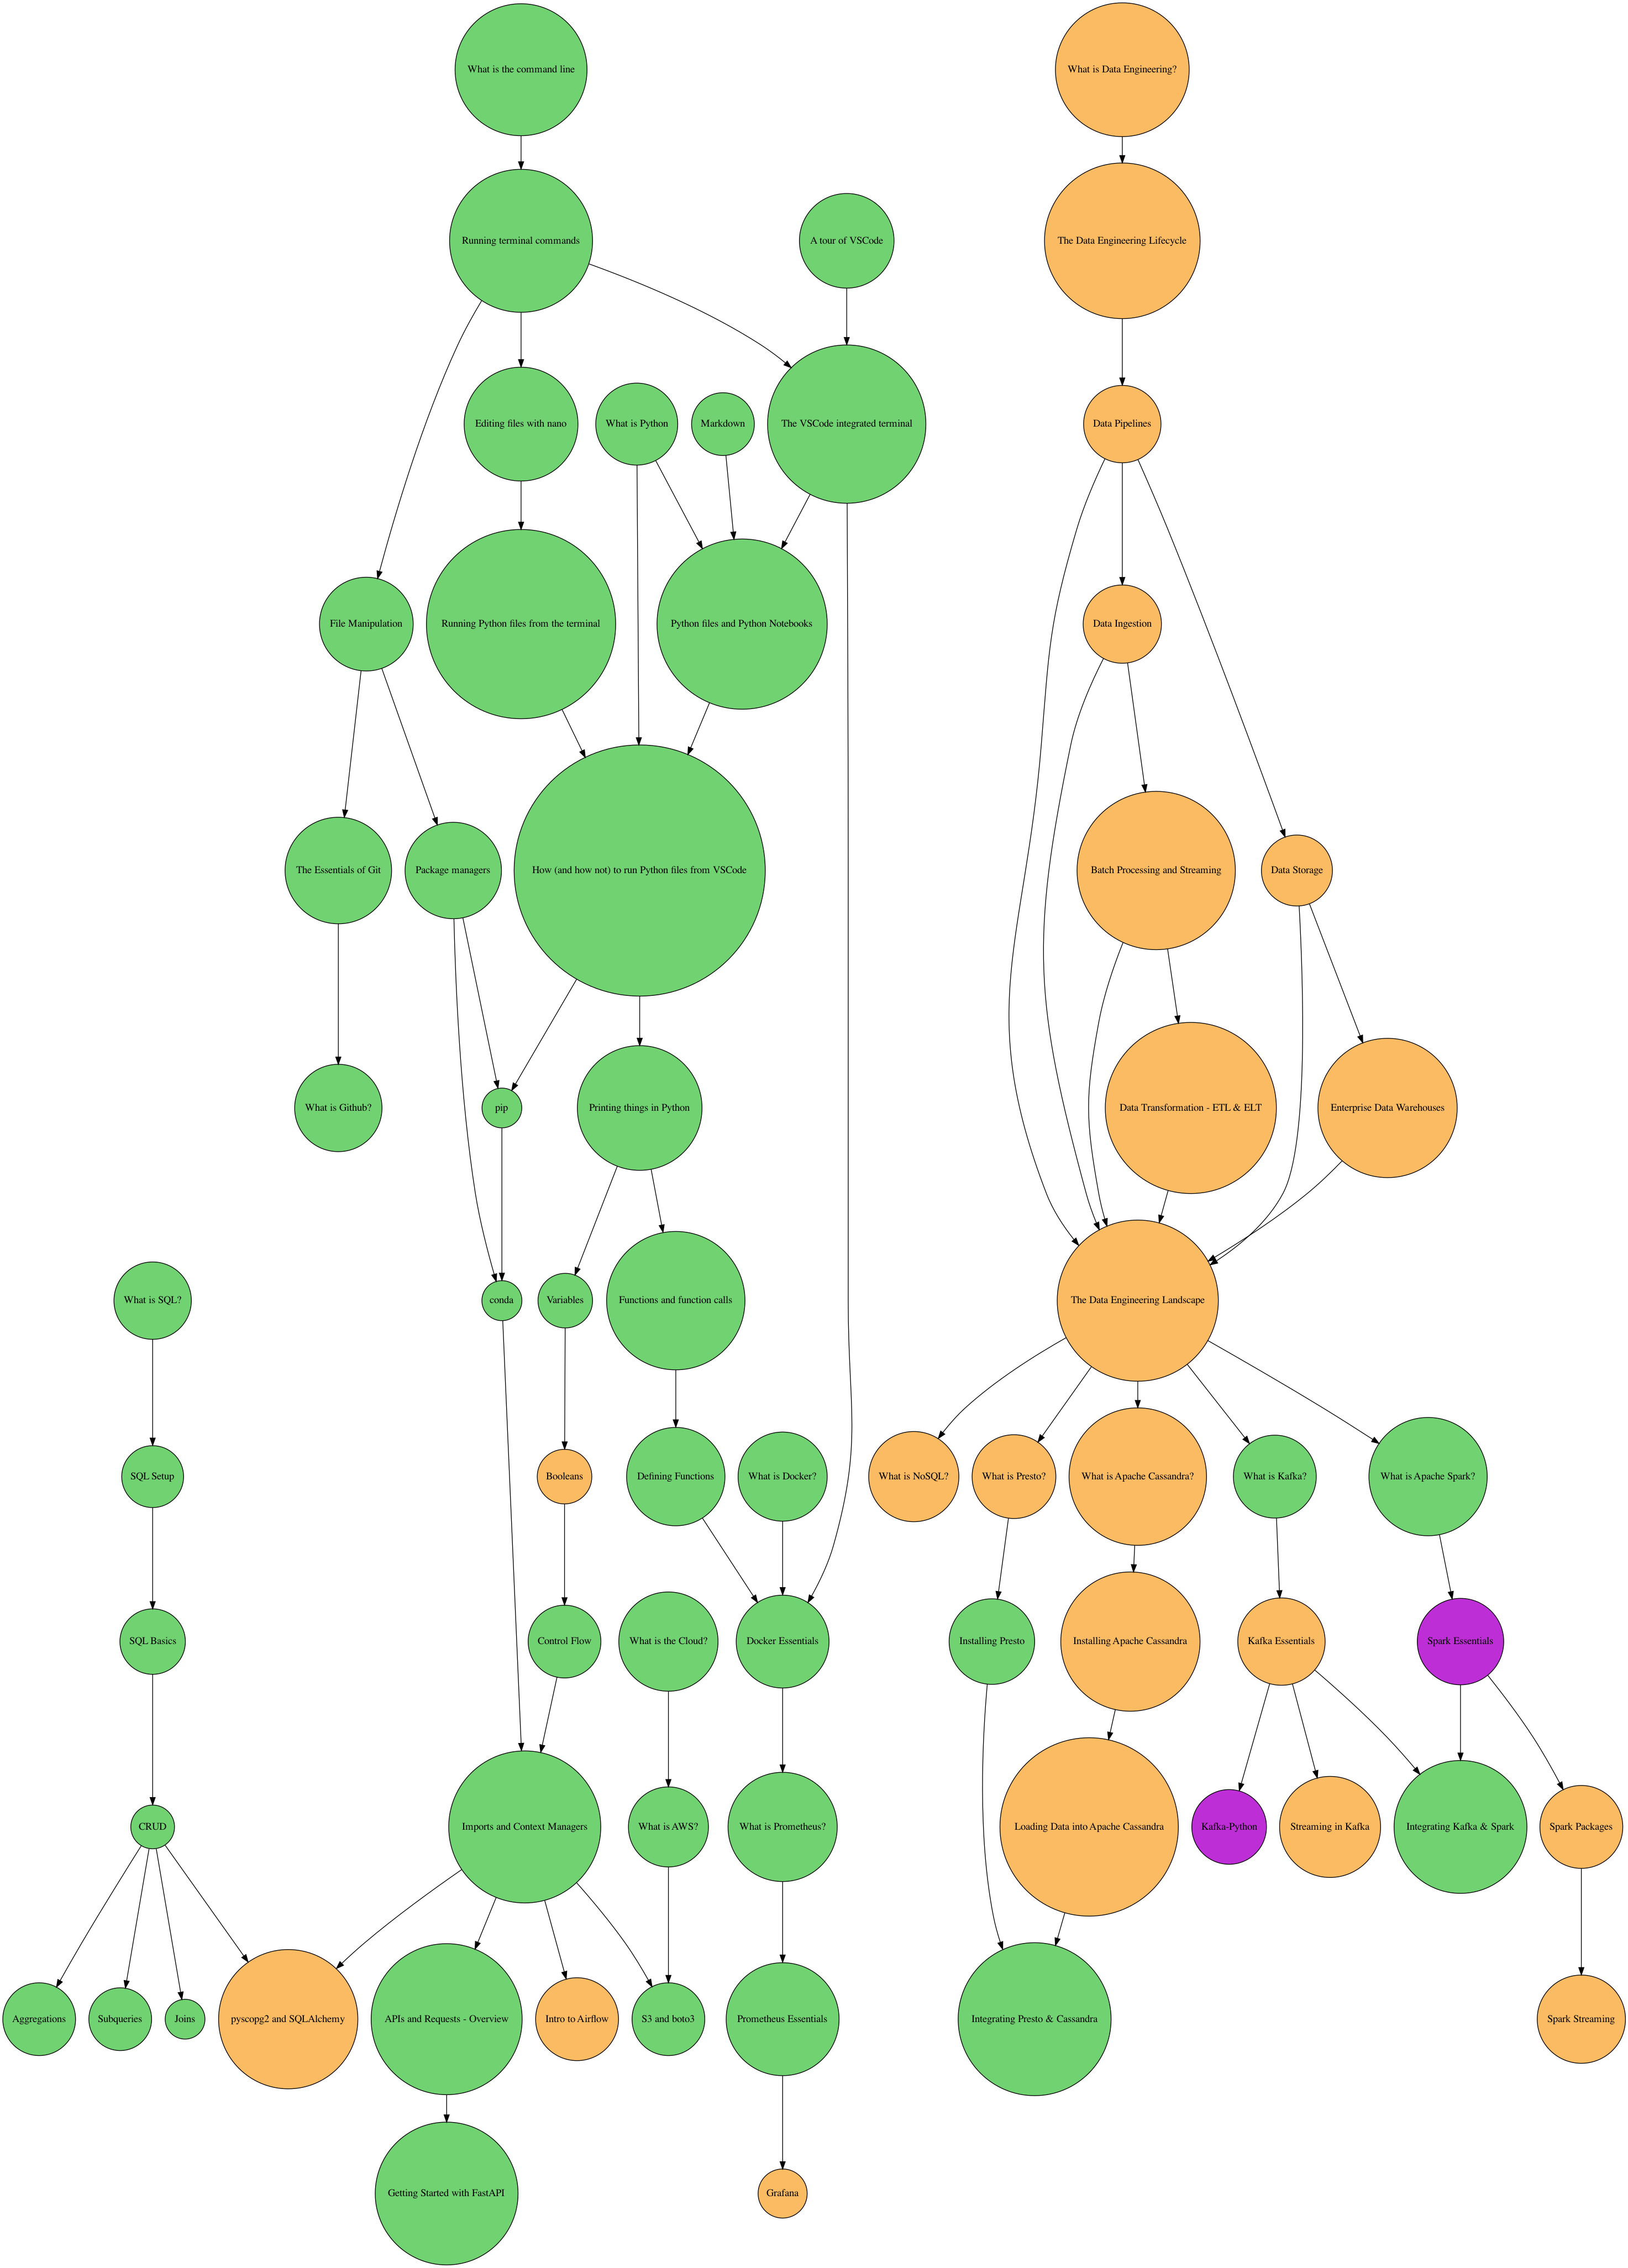 What is the command line
What is Data Engineering?
Running terminal commands
A tour of VSCode
The Data Engineering Lifecycle
Editing files with nano
What is Python
Markdown
The VSCode integrated terminal
Data Pipelines
File Manipulation
Running Python files from the terminal
Python files and Python Notebooks
Data Ingestion
The Essentials of Git
Package managers
How (and how not) to run Python files from VSCode
Batch Processing and Streaming
Data Storage
What is Github?
pip
Printing things in Python
Data Transformation - ETL & ELT
Enterprise Data Warehouses
What is SQL?
conda
Variables
Functions and function calls
The Data Engineering Landscape
SQL Setup
Booleans
Defining Functions
What is Docker?
What is NoSQL?
What is Presto?
What is Apache Cassandra?
What is Kafka?
What is Apache Spark?
SQL Basics
Control Flow
What is the Cloud?
Docker Essentials
Installing Presto
Installing Apache Cassandra
Kafka Essentials
Spark Essentials
CRUD
Imports and Context Managers
What is AWS?
What is Prometheus?
Loading Data into Apache Cassandra
Kafka-Python
Streaming in Kafka
Integrating Kafka & Spark
Spark Packages
Aggregations
Subqueries
Joins
pyscopg2 and SQLAlchemy
APIs and Requests - Overview
Intro to Airflow
S3 and boto3
Prometheus Essentials
Integrating Presto & Cassandra
Spark Streaming
Getting Started with FastAPI
Grafana